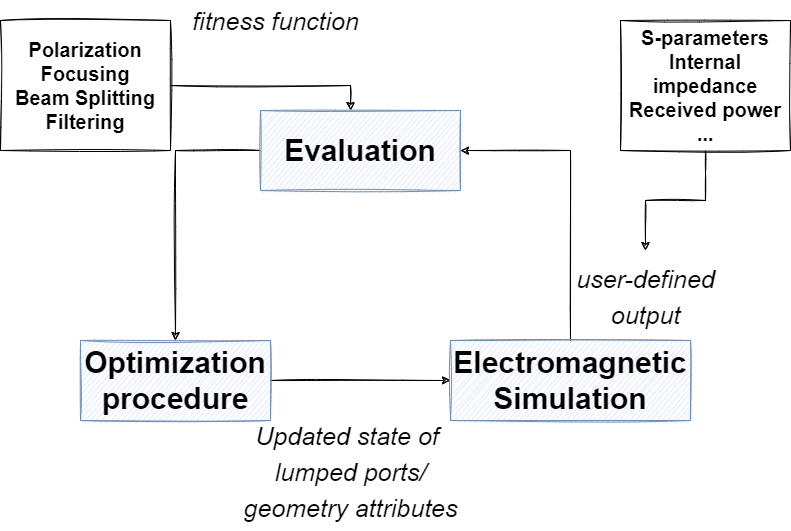 fitness function
Polarization
Focusing
Beam Splitting
Filtering
S-parameters
Internal
impedance
Received power
...
Evaluation
user-defined
output
Optimization
procedure
Electromagnetic
Simulation
Updated state of
lumped ports/
geometry attributes